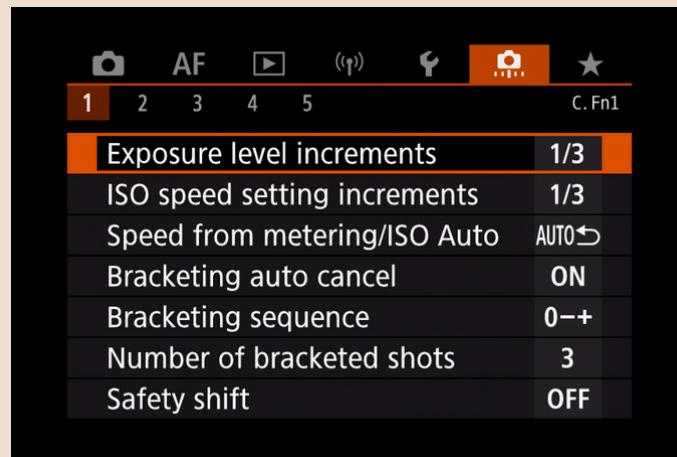 AF
1 2 3 4 5 C.Fn1
Exposure level increments 1/3
ISO speed setting increments 1/3
Speed from metering/ISO Auto AUTO
Bracketing auto cancel ON
Bracketing sequence 0−+
Number of bracketed shots 3
Safety shift OFF